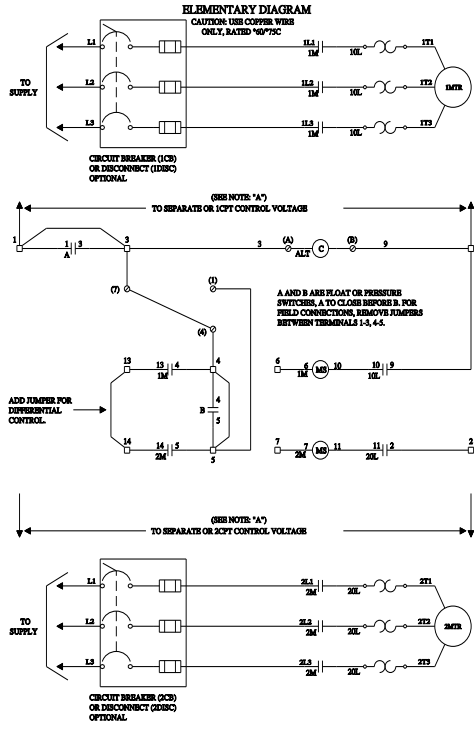 ELEMENTARY DIAGRAM
CAUTION: USE COPPER WIRE
ONLY, RATED °60/°75C
L1 1L1 1M 10L 1T1
TO
SUPPLY
L2 1L2 1M 10L 1T2 1MTR
L3 1L3 1M 10L 1T3
CIRCUIT BREAKER (1CB)
OR DISCONNECT (1DISC)
OPTIONAL
(SEE NOTE: "A")
TO SEPARATE OR 1CPT CONTROL VOLTAGE
1 1 3 A 3 3 (A) ALT C (B) 9
(7) (1)
(4)
A AND B ARE FLOAT OR PRESSURE
SWITCHES, A TO CLOSE BEFORE B. FOR
FIELD CONNECTIONS, REMOVE JUMPERS
BETWEEN TERMINALS 1-3, 4-5.
13 13 4 1M 4 6 6 1M MS 10 10 9 10L
ADD JUMPER FOR
DIFFERENTIAL
CONTROL.
4
B
5
14 14 5 2M 5 7 7 2M MS 11 11 2 20L 2
(SEE NOTE: "A")
TO SEPARATE OR 2CPT CONTROL VOLTAGE
L1 2L1 2M 20L 2T1
TO
SUPPLY
L2 2L2 2M 20L 2T2 2MTR
L3 2L3 2M 20L 2T3
CIRCUIT BREAKER (2CB)
OR DISCONNECT (2DISC)
OPTIONAL